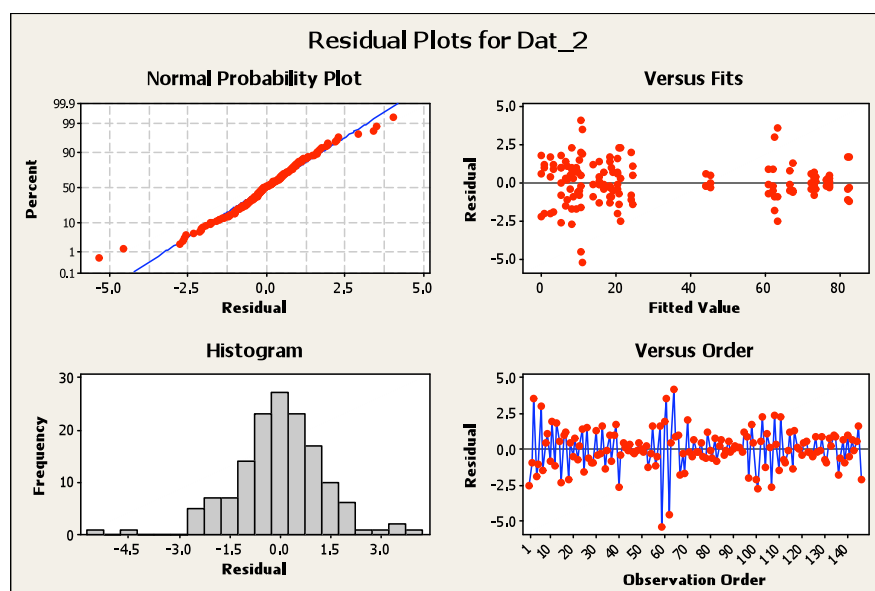 Residual Plots for Dat_2
Normal Probability Plot
99.9
99
90
50
10
1
0.1
Percent
-5.0 -2.5 0.0 2.5 5.0
Residual
Versus Fits
5.0
2.5
0.0
-2.5
-5.0
Residual
0 20 40 60 80
Fitted Value
Histogram
30
20
10
0
Frequency
-4.5 -3.0 -1.5 0.0 1.5 3.0
Residual
Versus Order
5.0
2.5
0.0
-2.5
-5.0
Residual
1 10 20 30 40 50 60 70 80 90 100 110 120 130 140
Observation Order